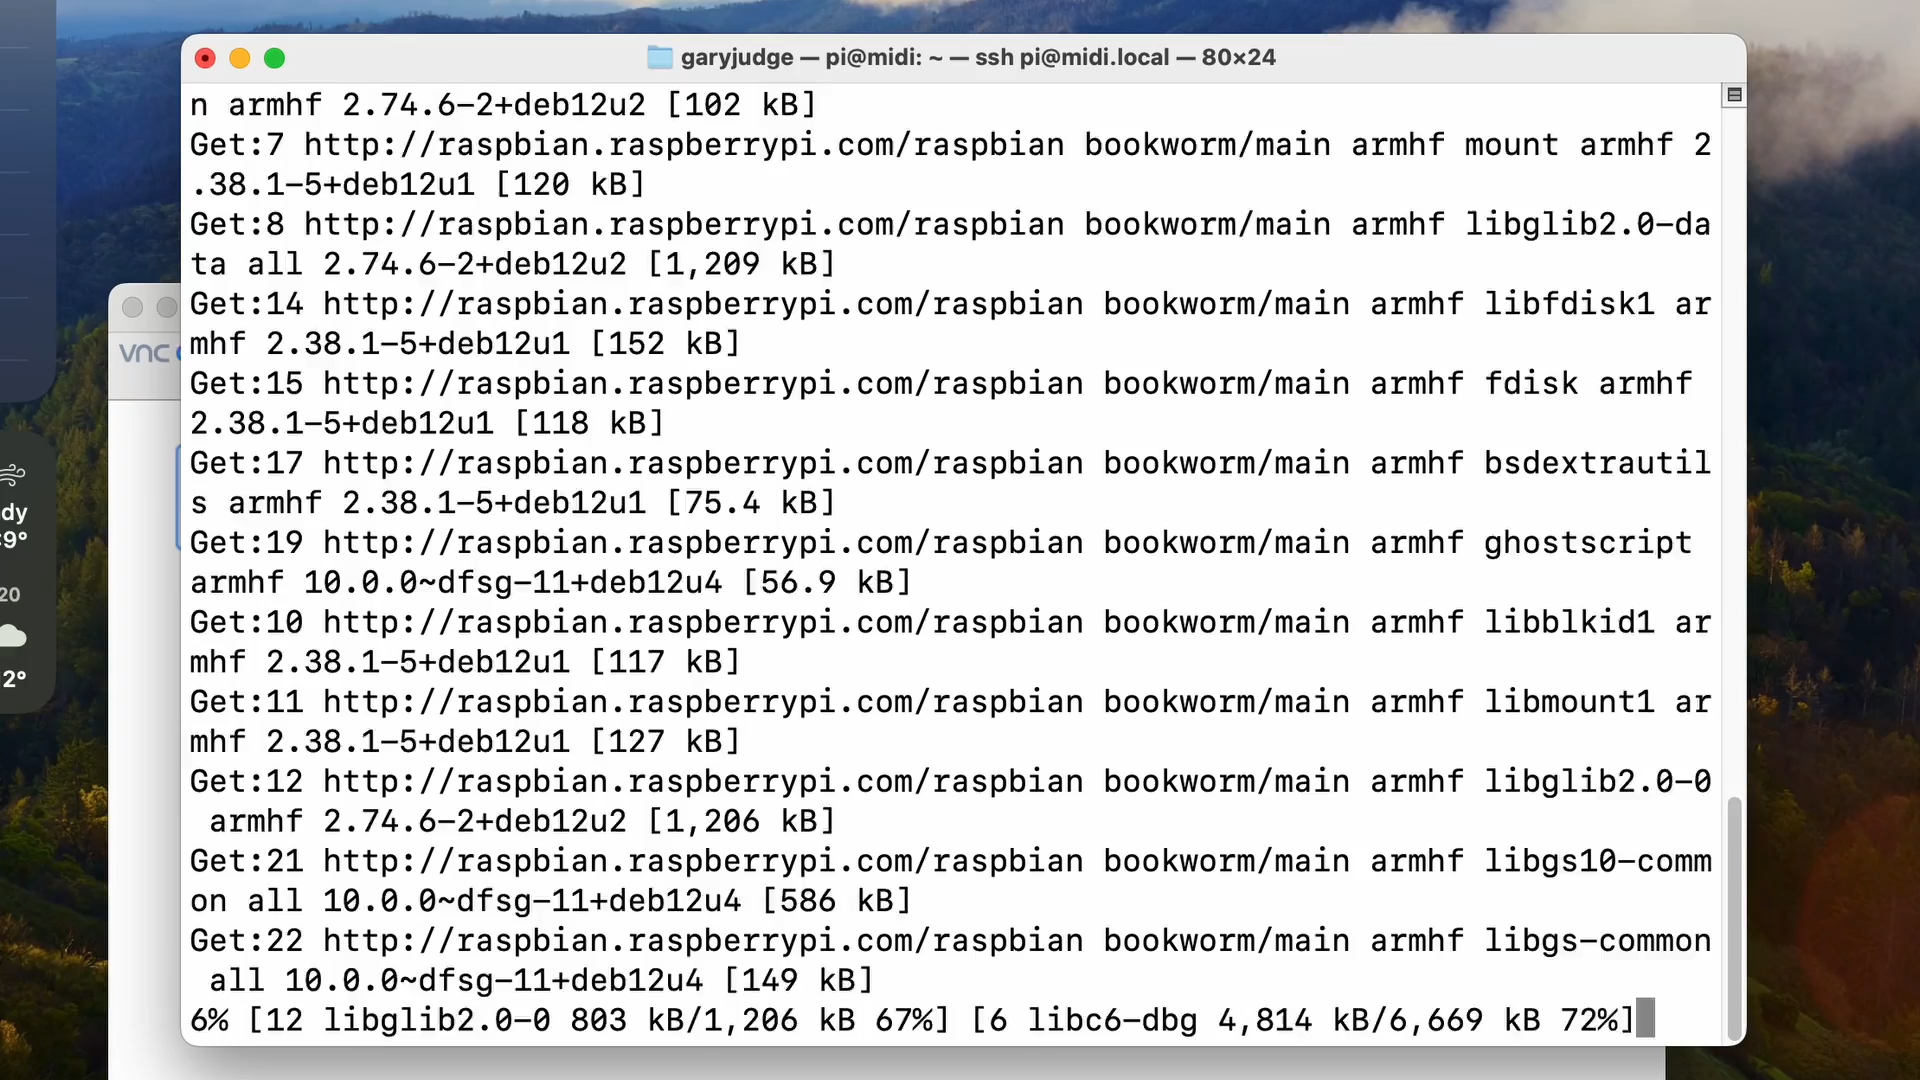 garyjudge — pi@midi: ~ — ssh pi@midi.local — 80×24
n armhf 2.74.6-2+deb12u2 [102 kB]
Get:7 http://raspbian.raspberrypi.com/raspbian bookworm/main armhf mount armhf 2
.38.1-5+deb12u1 [120 kB]
Get:8 http://raspbian.raspberrypi.com/raspbian bookworm/main armhf libglib2.0-da
ta all 2.74.6-2+deb12u2 [1,209 kB]
Get:14 http://raspbian.raspberrypi.com/raspbian bookworm/main armhf libfdisk1 ar
mhf 2.38.1-5+deb12u1 [152 kB]
Get:15 http://raspbian.raspberrypi.com/raspbian bookworm/main armhf fdisk armhf
2.38.1-5+deb12u1 [118 kB]
Get:17 http://raspbian.raspberrypi.com/raspbian bookworm/main armhf bsdextrautil
s armhf 2.38.1-5+deb12u1 [75.4 kB]
Get:19 http://raspbian.raspberrypi.com/raspbian bookworm/main armhf ghostscript
armhf 10.0.0~dfsg-11+deb12u4 [56.9 kB]
Get:10 http://raspbian.raspberrypi.com/raspbian bookworm/main armhf libblkid1 ar
mhf 2.38.1-5+deb12u1 [117 kB]
Get:11 http://raspbian.raspberrypi.com/raspbian bookworm/main armhf libmount1 ar
mhf 2.38.1-5+deb12u1 [127 kB]
Get:12 http://raspbian.raspberrypi.com/raspbian bookworm/main armhf libglib2.0-0
armhf 2.74.6-2+deb12u2 [1,206 kB]
Get:21 http://raspbian.raspberrypi.com/raspbian bookworm/main armhf libgs10-comm
on all 10.0.0~dfsg-11+deb12u4 [586 kB]
Get:22 http://raspbian.raspberrypi.com/raspbian bookworm/main armhf libgs-common
all 10.0.0~dfsg-11+deb12u4 [149 kB]
6% [12 libglib2.0-0 803 kB/1,206 kB 67%] [6 libc6-dbg 4,814 kB/6,669 kB 72%]
vnc
dy
9°
20
2°